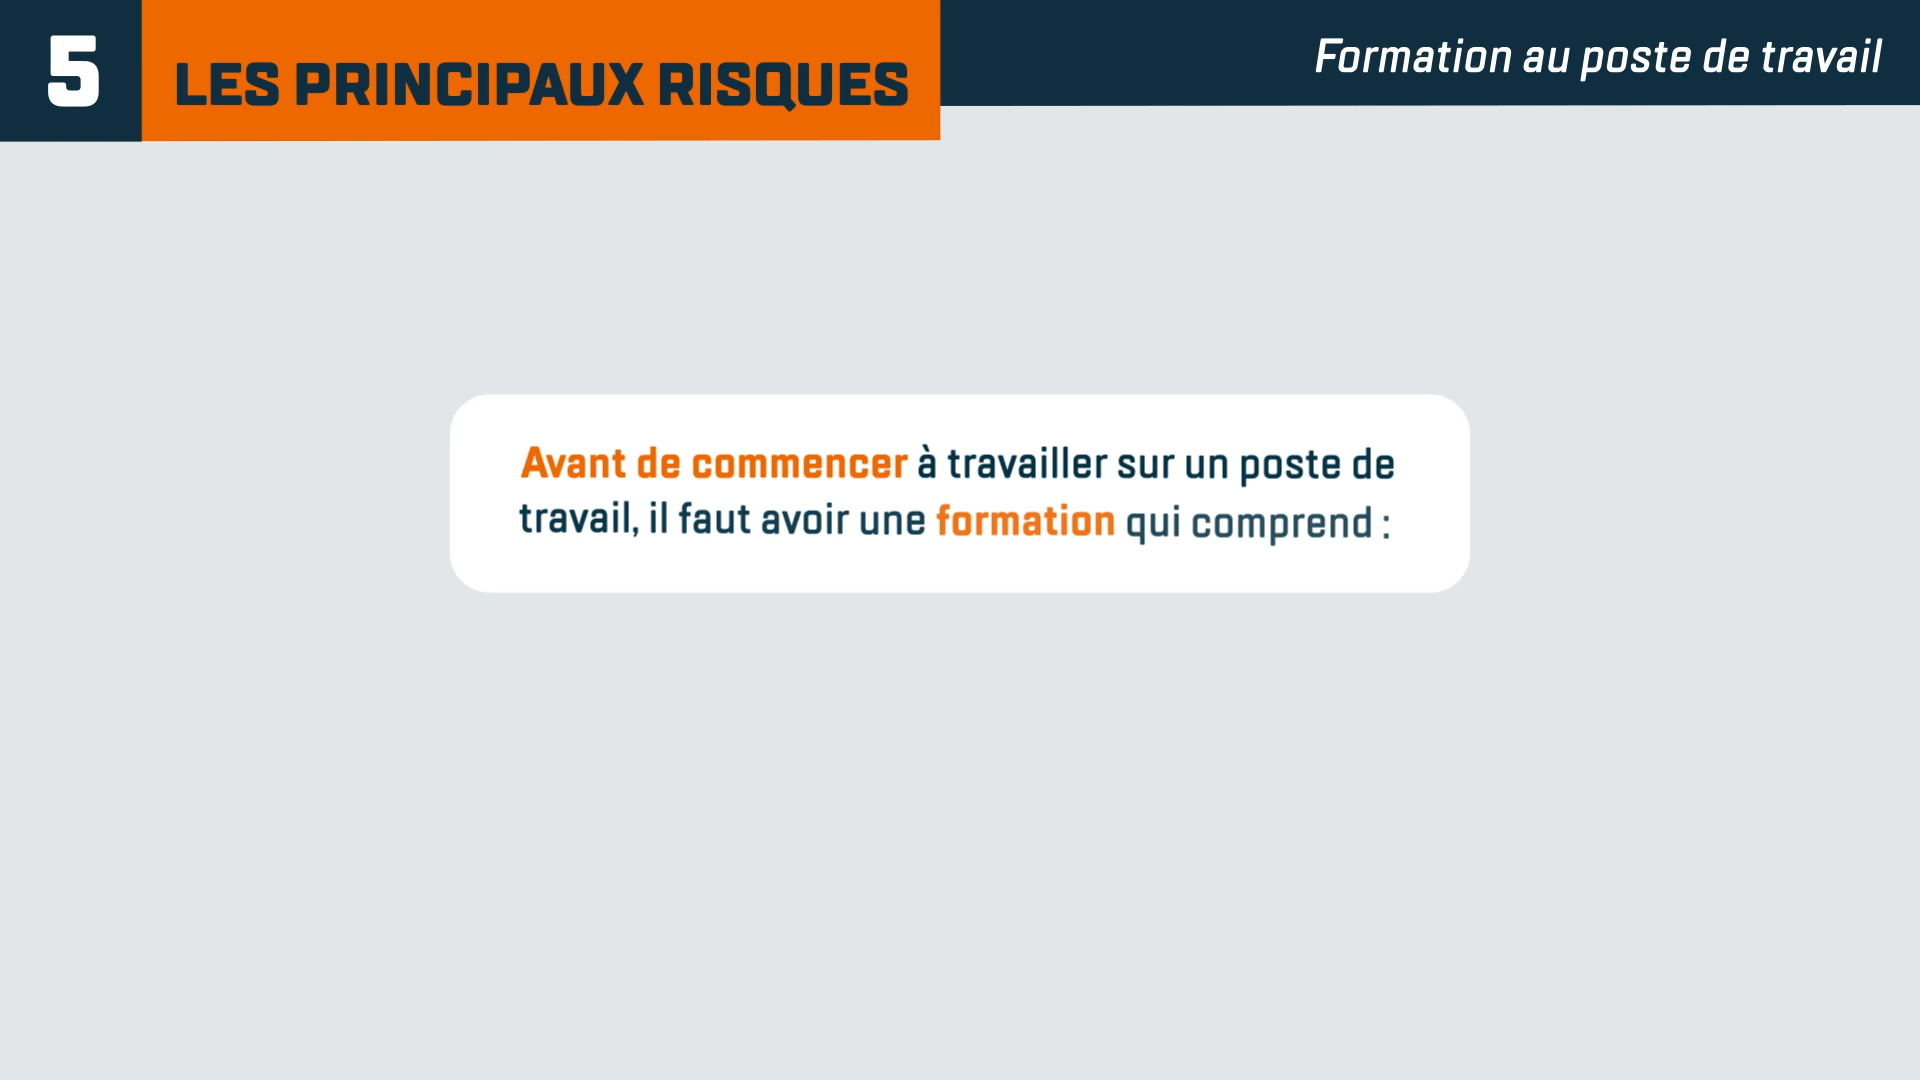 5
LES PRINCIPAUX RISQUES
Formation au poste de travail
Avant de commencer à travailler sur un poste de
travail, il faut avoir une formation qui comprend :